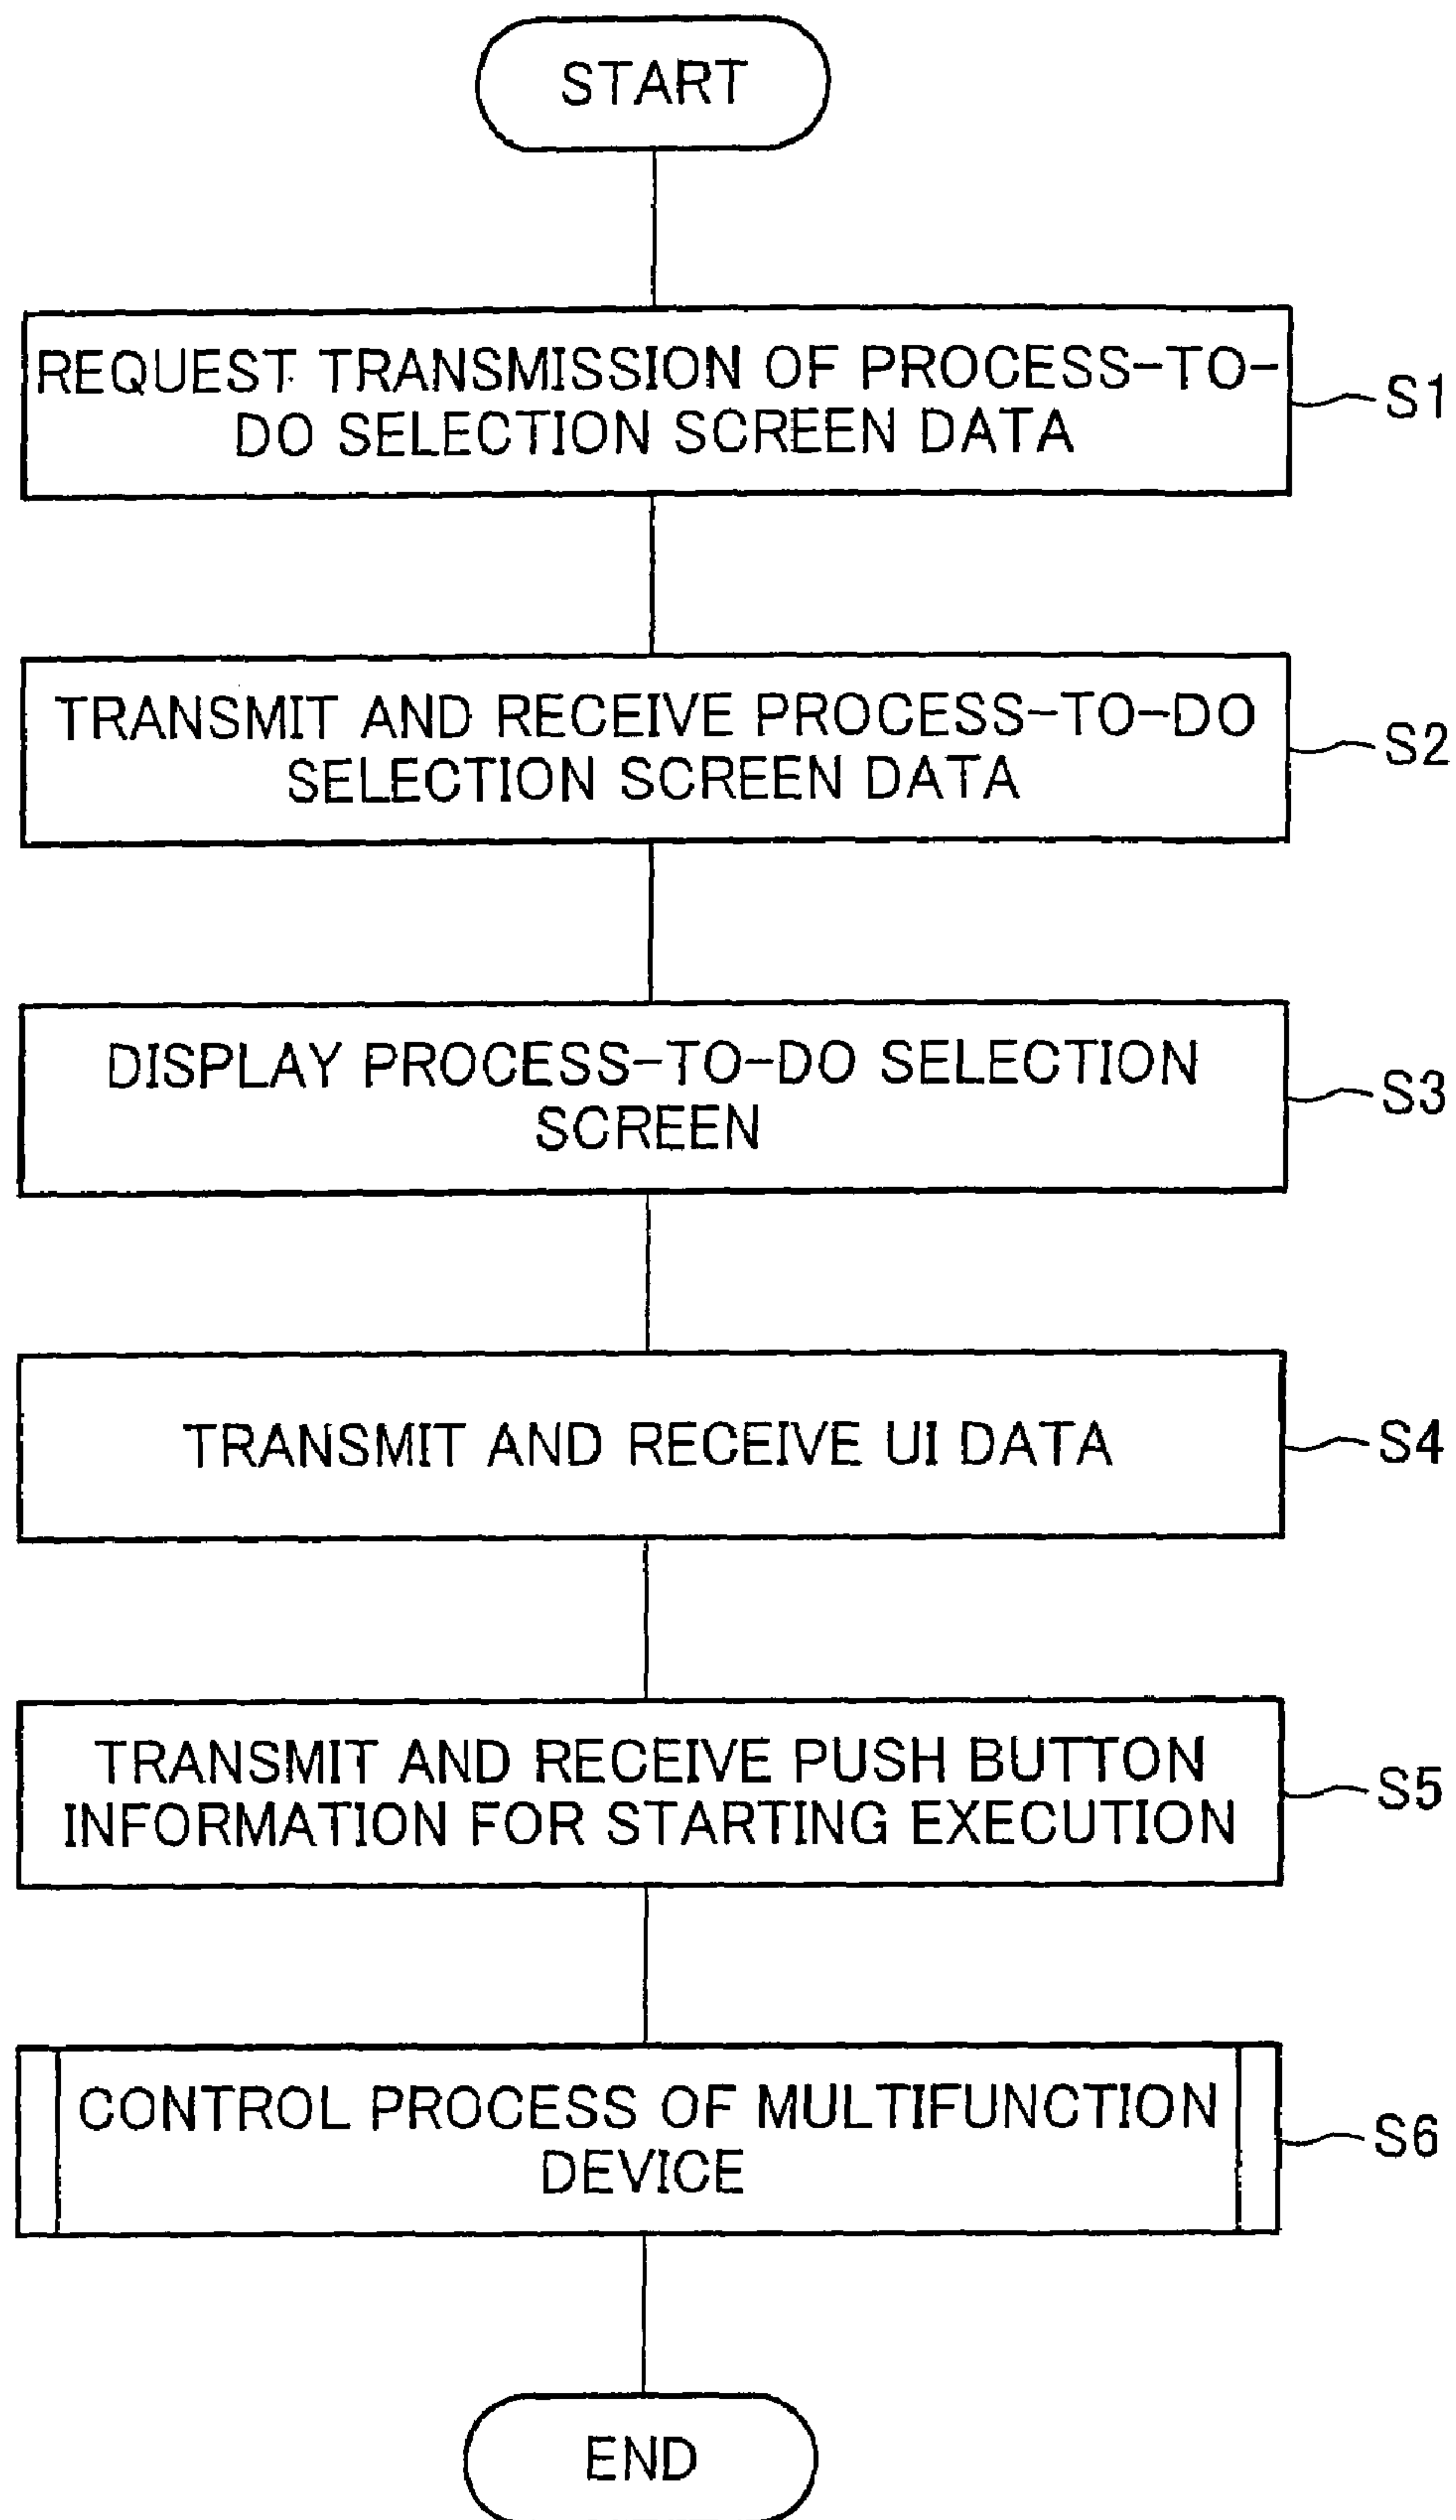 START
REQUEST TRANSMISSION OF PROCESS-TO-
DO SELECTION SCREEN DATA
S1
TRANSMIT AND RECEIVE PROCESS-TO-DO
SELECTION SCREEN DATA
S2
DISPLAY PROCESS-TO-DO SELECTION
SCREEN
S3
TRANSMIT AND RECEIVE UI DATA
S4
TRANSMIT AND RECEIVE PUSH BUTTON
INFORMATION FOR STARTING EXECUTION
S5
CONTROL PROCESS OF MULTIFUNCTION
DEVICE
S6
END